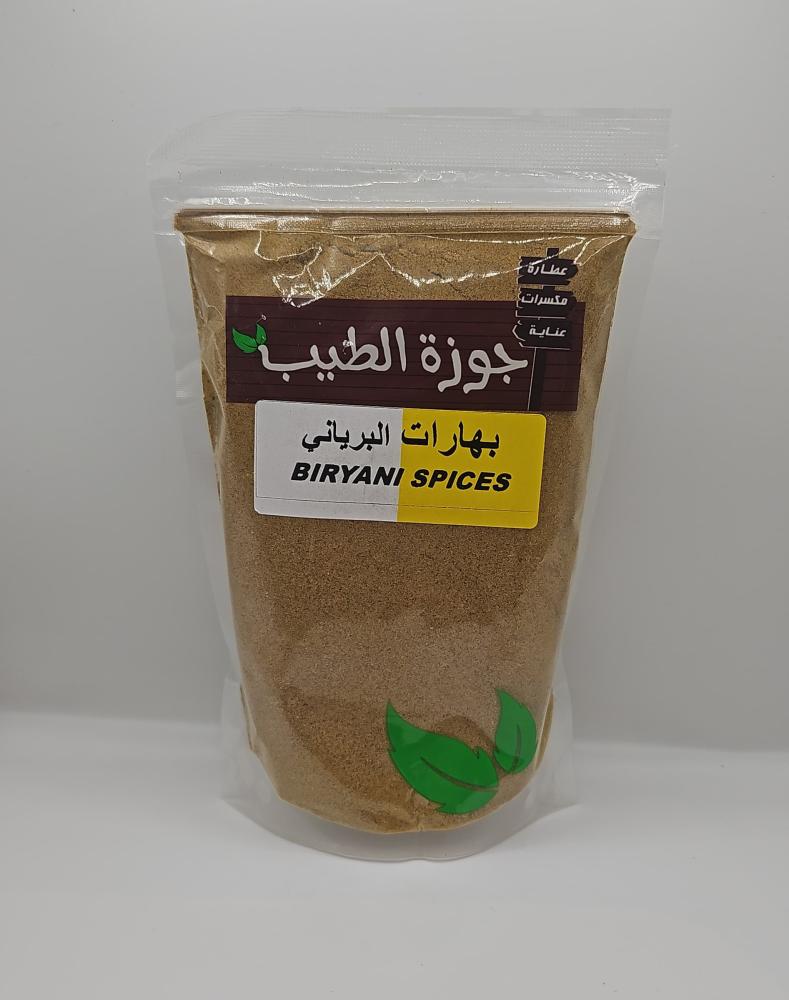 عطارة
مكسرات
عناية
جوزة الطيب
بهارات البرياني
BIRYANI SPICES